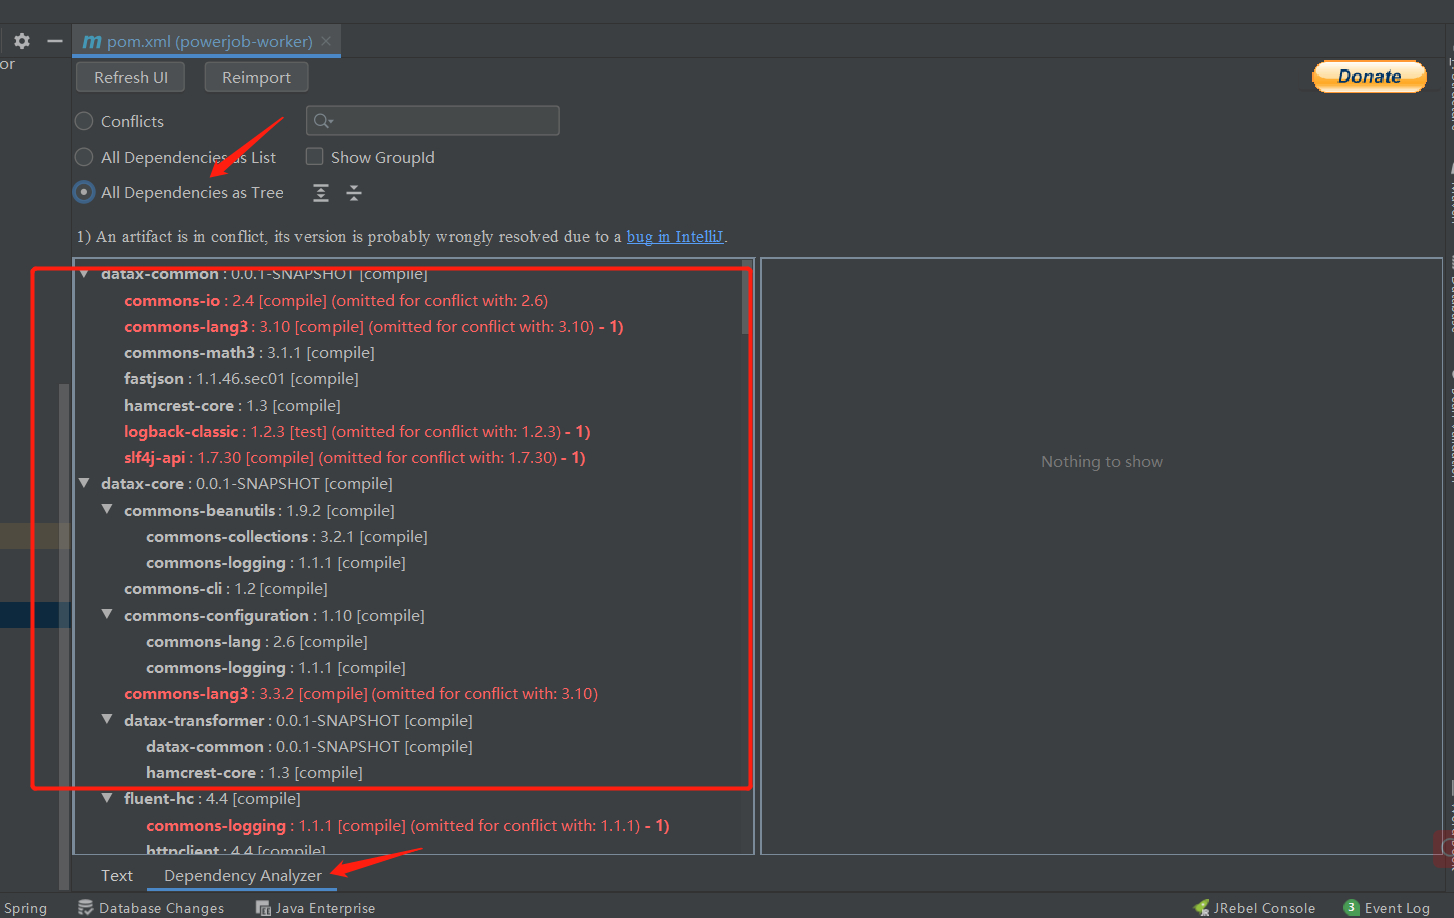 or
m pom.xml (powerjob-worker)
Refresh UI
Reimport
Donate
Conflicts
All Dependencies as List
Show GroupId
All Dependencies as Tree
1) An artifact is in conflict, its version is probably wrongly resolved due to a bug in IntelliJ.
datax-common : 0.0.1-SNAPSHOT [compile]
commons-io : 2.4 [compile] (omitted for conflict with: 2.6)
commons-lang3 : 3.10 [compile] (omitted for conflict with: 3.10) - 1)
commons-math3 : 3.1.1 [compile]
fastjson : 1.1.46.sec01 [compile]
hamcrest-core : 1.3 [compile]
logback-classic : 1.2.3 [test] (omitted for conflict with: 1.2.3) - 1)
slf4j-api : 1.7.30 [compile] (omitted for conflict with: 1.7.30) - 1)
datax-core : 0.0.1-SNAPSHOT [compile]
commons-beanutils : 1.9.2 [compile]
commons-collections : 3.2.1 [compile]
commons-logging : 1.1.1 [compile]
commons-cli : 1.2 [compile]
commons-configuration : 1.10 [compile]
commons-lang : 2.6 [compile]
commons-logging : 1.1.1 [compile]
commons-lang3 : 3.3.2 [compile] (omitted for conflict with: 3.10)
datax-transformer : 0.0.1-SNAPSHOT [compile]
datax-common : 0.0.1-SNAPSHOT [compile]
hamcrest-core : 1.3 [compile]
fluent-hc : 4.4 [compile]
commons-logging : 1.1.1 [compile] (omitted for conflict with: 1.1.1) - 1)
httpclient : 4.4 [compile]
Nothing to show
Text
Dependency Analyzer
Spring
Database Changes
Java Enterprise
JRebel Console
3 Event Log